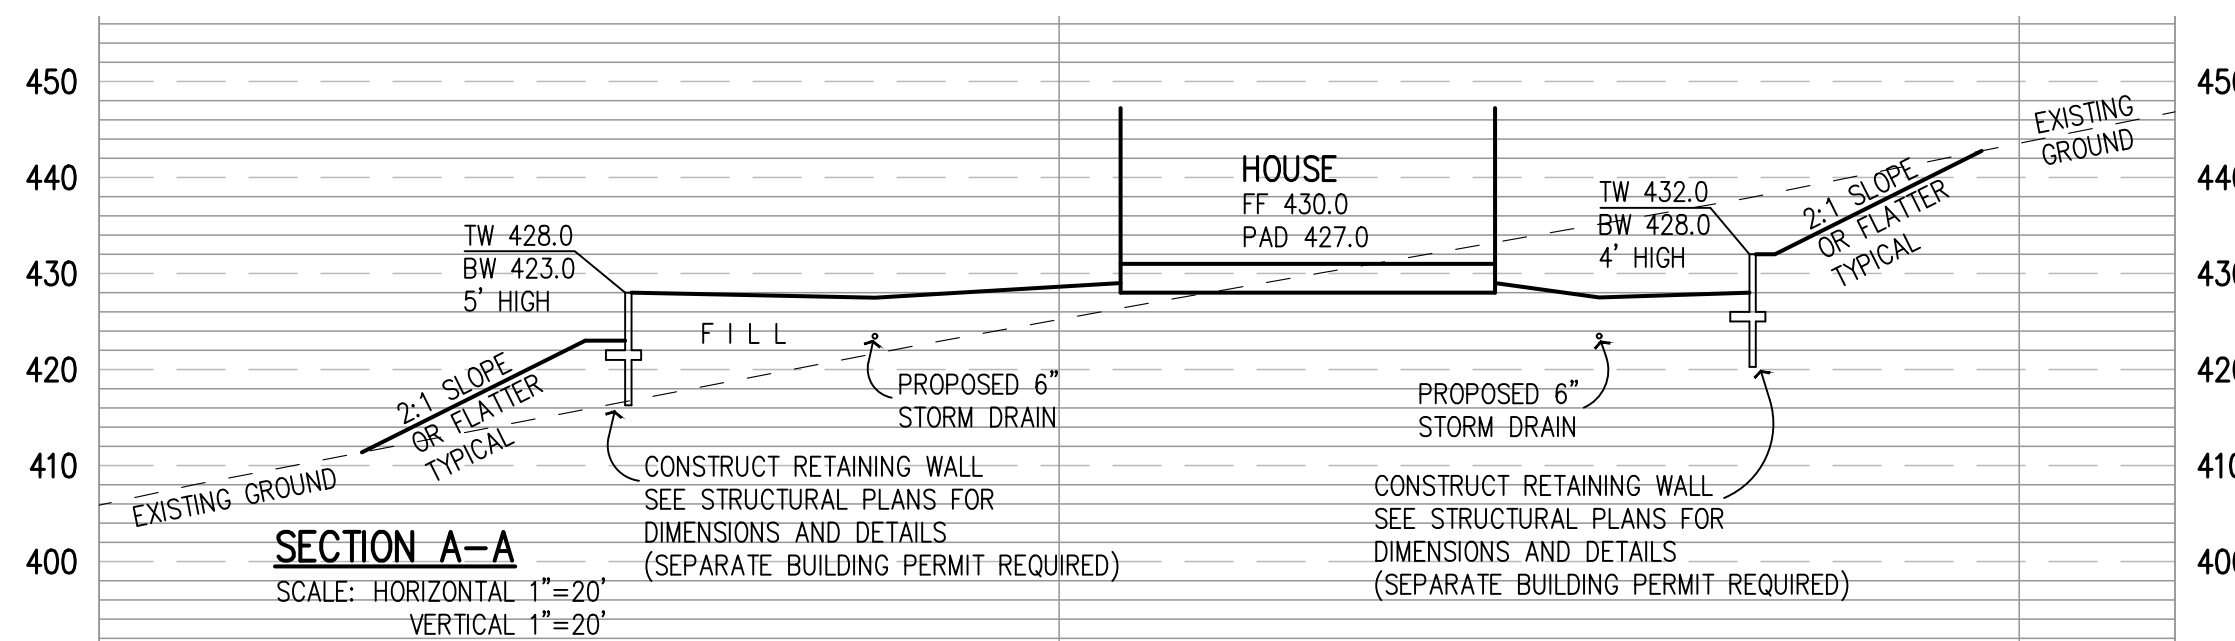 450
440
430
420
410
400
450
440
430
420
410
400
EXISTING
GROUND
HOUSE
FF 430.0
PAD 427.0
TW 432.0
BW 428.0
4' HIGH
2:1 SLOPE
OR FLATTER
TYPICAL
TW 428.0
BW 423.0
5' HIGH
FILL
2:1 SLOPE
OR FLATTER
TYPICAL
PROPOSED 6"
STORM DRAIN
PROPOSED 6"
STORM DRAIN
EXISTING GROUND
CONSTRUCT RETAINING WALL
SEE STRUCTURAL PLANS FOR
DIMENSIONS AND DETAILS
(SEPARATE BUILDING PERMIT REQUIRED)
CONSTRUCT RETAINING WALL
SEE STRUCTURAL PLANS FOR
DIMENSIONS AND DETAILS
(SEPARATE BUILDING PERMIT REQUIRED)
SECTION A-A
SCALE: HORIZONTAL 1"=20'
VERTICAL 1"=20'